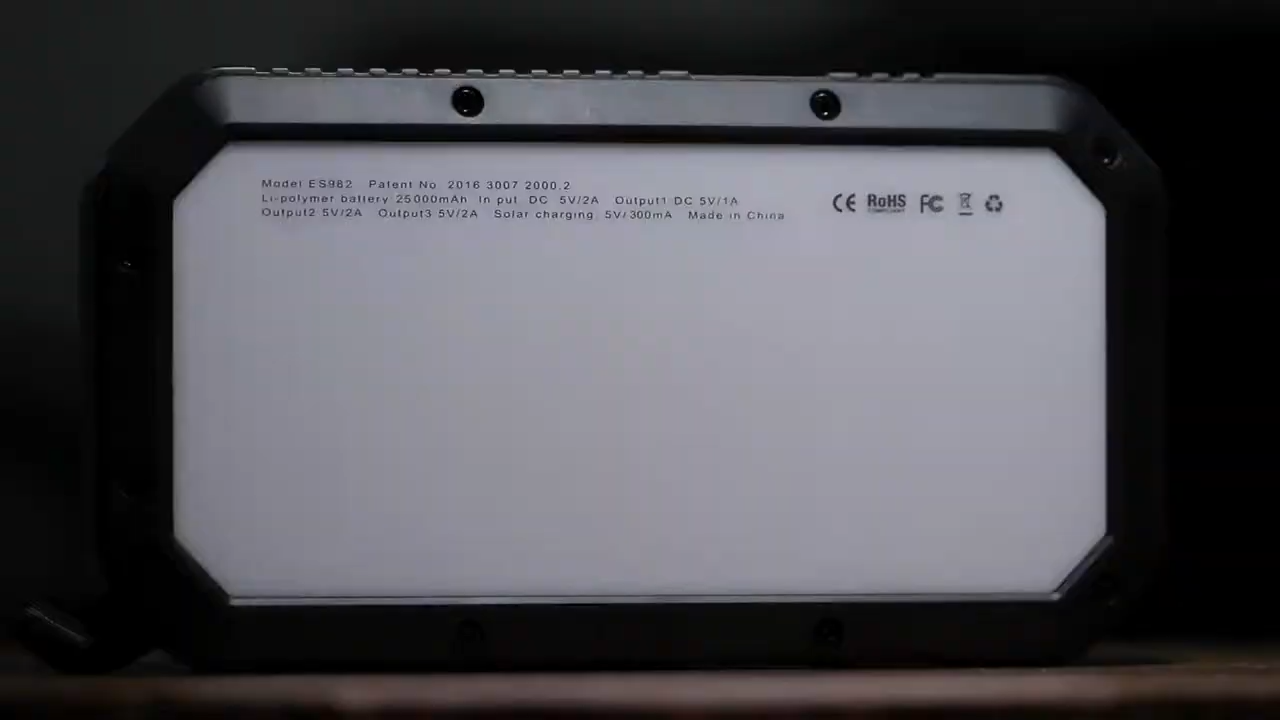 Model ES982 Patent No 2016 3007 2000.2
Li-polymer battery 25000mAh In put DC 5V/2A Output1 DC 5V/1A
Output2 5V/2A Output3 5V/2A Solar charging 5V/300mA Made in China
CE RoHS FC
COMPLIANT